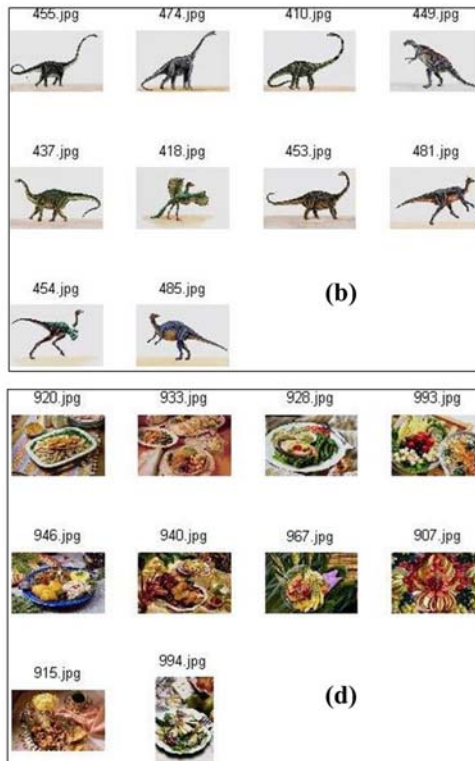 455.jpg 474.jpg 410.jpg 449.jpg
437.jpg 418.jpg 453.jpg 481.jpg
454.jpg 485.jpg
(b)
920.jpg 933.jpg 928.jpg 993.jpg
946.jpg 940.jpg 967.jpg 907.jpg
915.jpg 994.jpg
(d)